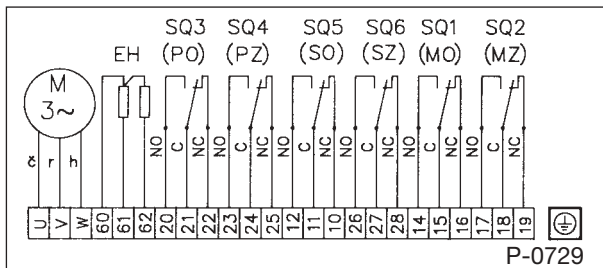 SQ3 SQ4 SQ5 SQ6 SQ1 SQ2
EH (PO) (PZ) (SO) (SZ) (MO) (MZ)
M
3~
č r h
NO C NC NO C NC NO C NC NO C NC NO C NC NO C NC
U V W 60 61 62 20 21 22 23 24 25 12 11 10 26 27 28 14 15 16 17 18 19
P-0729